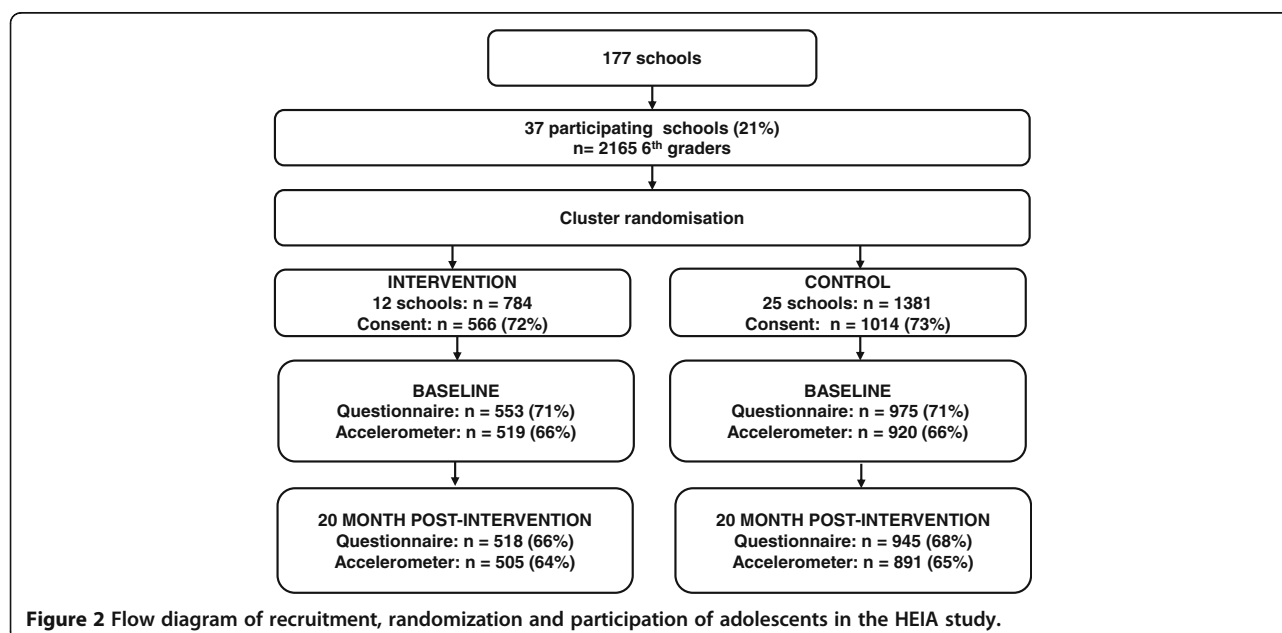 177 schools
37 participating schools (21%)
n= 2165 6th graders
Cluster randomisation
INTERVENTION
12 schools: n = 784
Consent: n = 566 (72%)
CONTROL
25 schools: n = 1381
Consent: n = 1014 (73%)
BASELINE
Questionnaire: n = 553 (71%)
Accelerometer: n = 519 (66%)
BASELINE
Questionnaire: n = 975 (71%)
Accelerometer: n = 920 (66%)
20 MONTH POST-INTERVENTION
Questionnaire: n = 518 (66%)
Accelerometer: n = 505 (64%)
20 MONTH POST-INTERVENTION
Questionnaire: n = 945 (68%)
Accelerometer: n = 891 (65%)
Figure 2 Flow diagram of recruitment, randomization and participation of adolescents in the HEIA study.